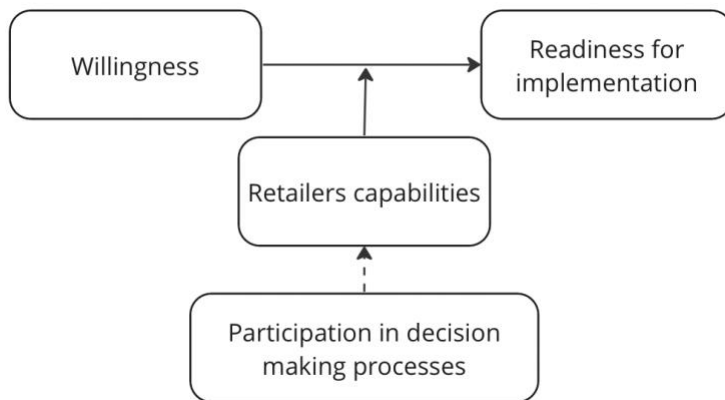 Willingness
Readiness for
implementation
Retailers capabilities
Participation in decision
making processes